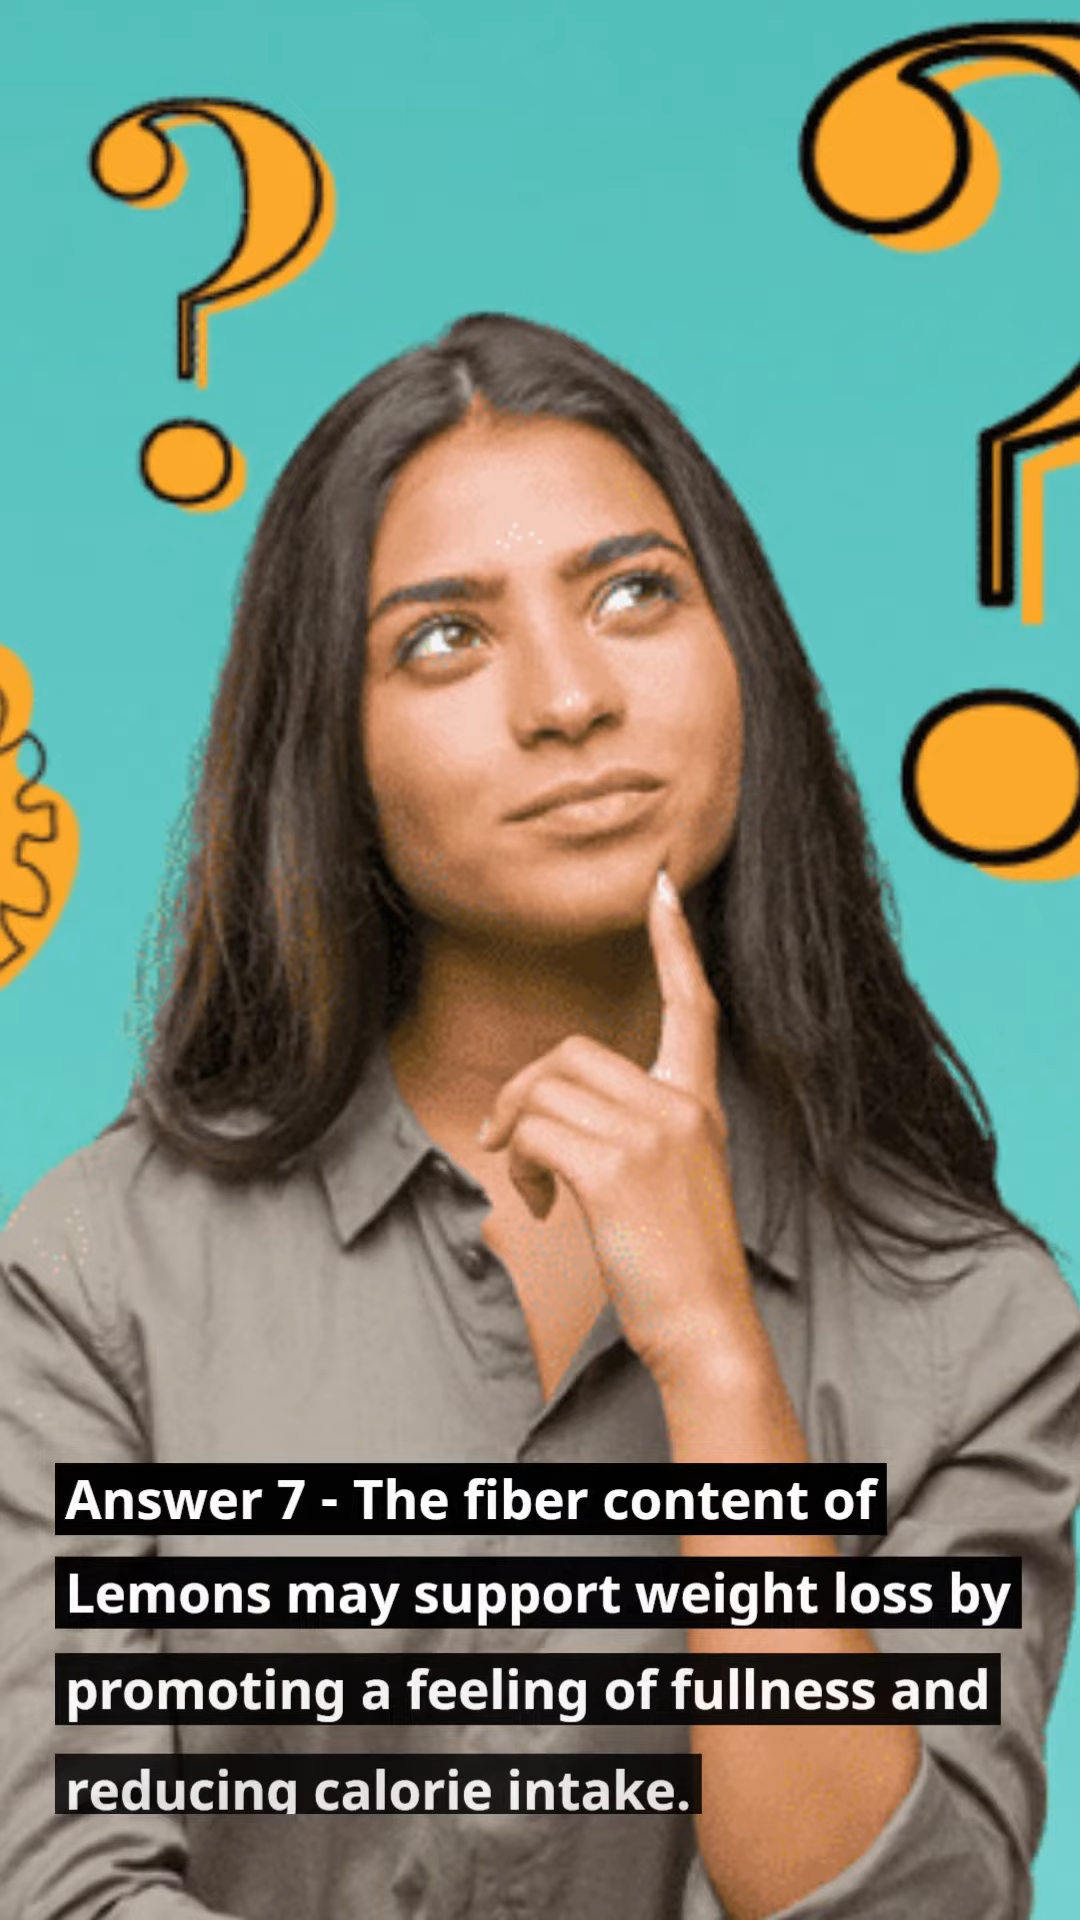 Answer 7 - The fiber content of
Lemons may support weight loss by
promoting a feeling of fullness and
reducing calorie intake.